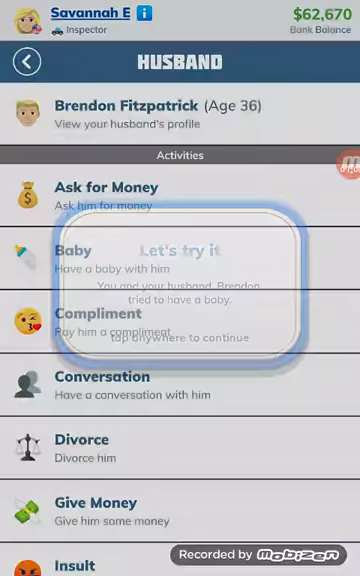 Savannah E i
Inspector
$62,670
Bank Balance
HUSBAND
Brendon Fitzpatrick (Age 36)
View your husband's profile
Activities
Ask for Money
Ask him for money
Baby
Have a baby with him
Let's try it
You and your husband, Brendon,
tried to have a baby.
Compliment
Pay him a compliment
tap anywhere to continue
Conversation
Have a conversation with him
Divorce
Divorce him
Give Money
Give him some money
Insult
Recorded by Mobizen